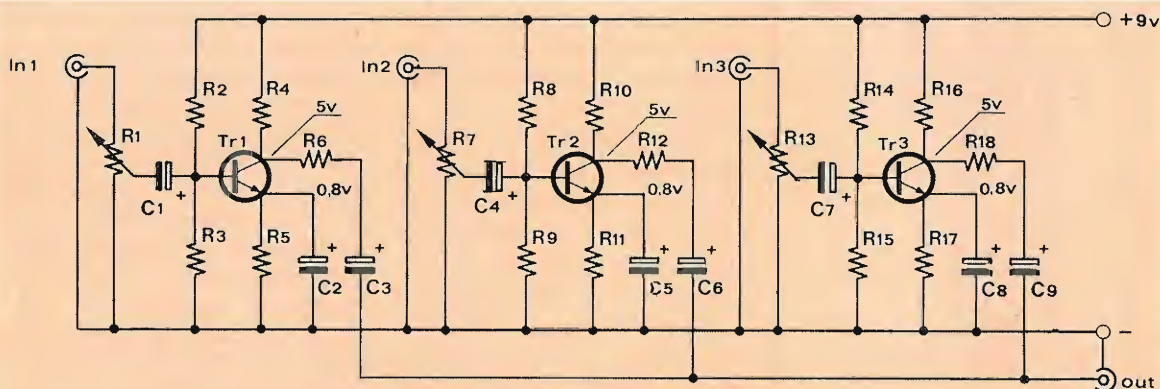 +9v
In1
In2
In3
R2
R4
R8
R10
R14
R16
5v
5v
5v
R1
Tr1
R6
R7
Tr2
R12
R13
Tr3
R18
0,8v
0,8v
0,8v
C1
+
C4
+
C7
+
R3
R5
+
+
R9
R11
+
+
R15
R17
+
+
C2
C3
C5
C6
C8
C9
-
out